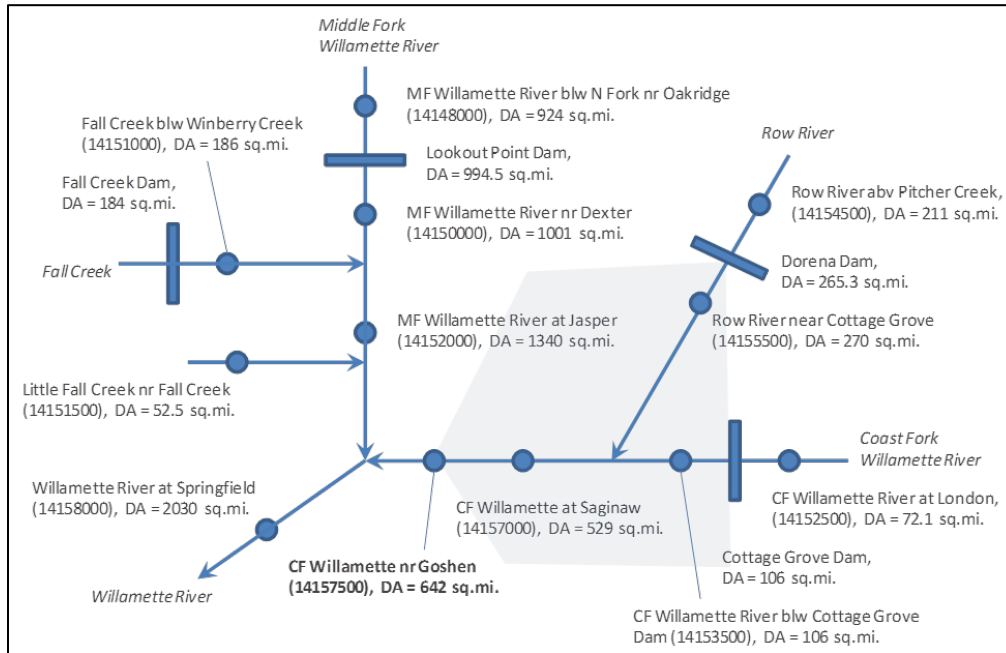 Middle Fork
Willamette River
MF Willamette River blw N Fork nr Oakridge
(14148000), DA = 924 sq.mi.
Fall Creek blw Winberry Creek
(14151000), DA = 186 sq.mi.
Lookout Point Dam,
DA = 994.5 sq.mi.
Row River
Fall Creek Dam,
DA = 184 sq.mi.
Row River abv Pitcher Creek,
(14154500), DA = 211 sq.mi.
MF Willamette River nr Dexter
(14150000), DA = 1001 sq.mi.
Fall Creek
Dorena Dam,
DA = 265.3 sq.mi.
MF Willamette River at Jasper
(14152000), DA = 1340 sq.mi.
Row River near Cottage Grove
(14155500), DA = 270 sq.mi.
Little Fall Creek nr Fall Creek
(14151500), DA = 52.5 sq.mi.
Coast Fork
Willamette River
Willamette River at Springfield
(14158000), DA = 2030 sq.mi.
CF Willamette at Saginaw
(14157000), DA = 529 sq.mi.
CF Willamette River at London,
(14152500), DA = 72.1 sq.mi.
CF Willamette nr Goshen
(14157500), DA = 642 sq.mi.
Cottage Grove Dam,
DA = 106 sq.mi.
Willamette River
CF Willamette River blw Cottage Grove
Dam (14153500), DA = 106 sq.mi.